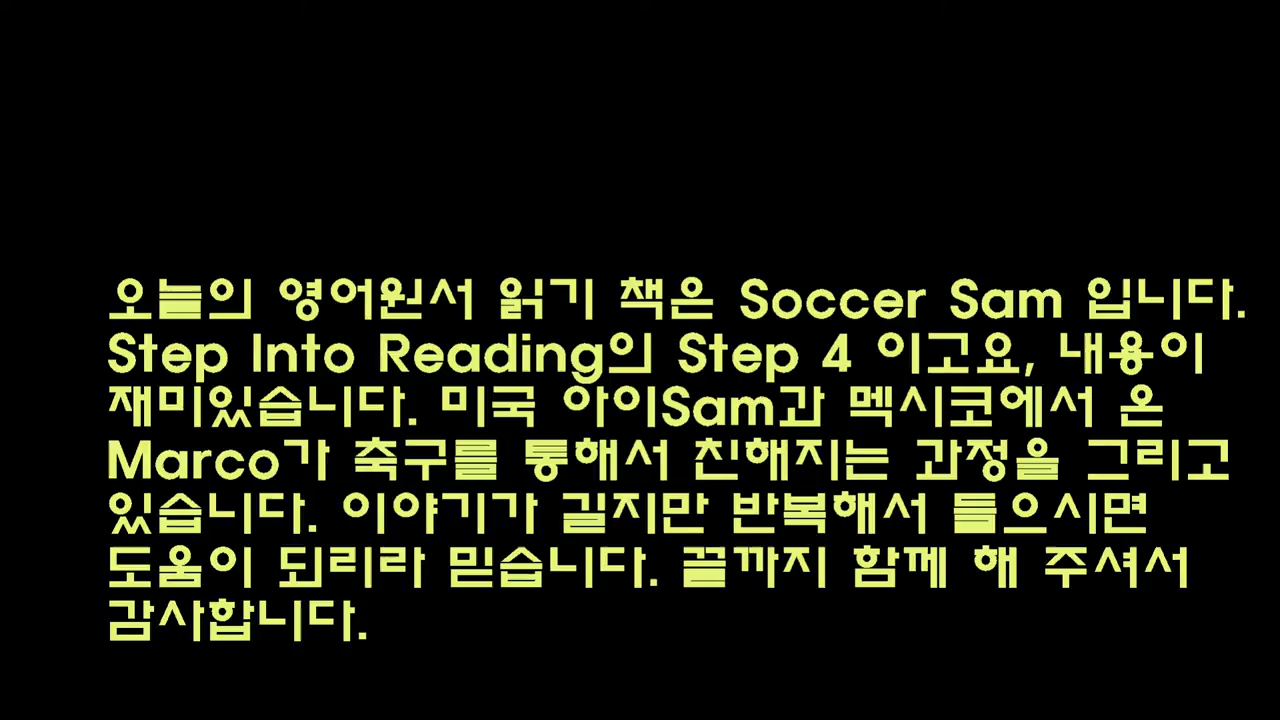 오늘의 영어원서 읽기 책은 Soccer Sam 입니다.
Step Into Reading의 Step 4 이고요, 내용이
재미있습니다. 미국 아이Sam과 멕시코에서 온
Marco가 축구를 통해서 친해지는 과정을 그리고
있습니다. 이야기가 길지만 반복해서 들으시면
도움이 되리라 믿습니다. 끝까지 함께 해 주셔서
감사합니다.